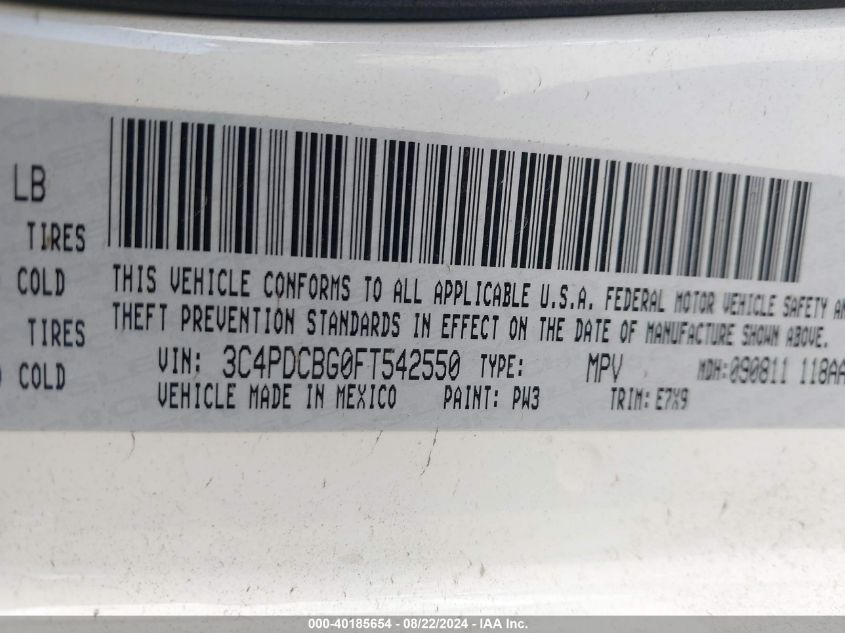 LB
TIRES
COLD
TIRES
COLD
THIS VEHICLE CONFORMS TO ALL APPLICABLE U.S.A. FEDERAL MOTOR VEHICLE SAFETY
THEFT PREVENTION STANDARDS IN EFFECT ON THE DATE OF MANUFACTURE SHOWN ABOVE.
VIN: 3C4PDCBG0FT542550 TYPE: MPV MDH:090811 118AA
VEHICLE MADE IN MEXICO PAINT: PW3 TRIM: E7X9
000-40185654 - 08/22/2024 - IAA Inc.